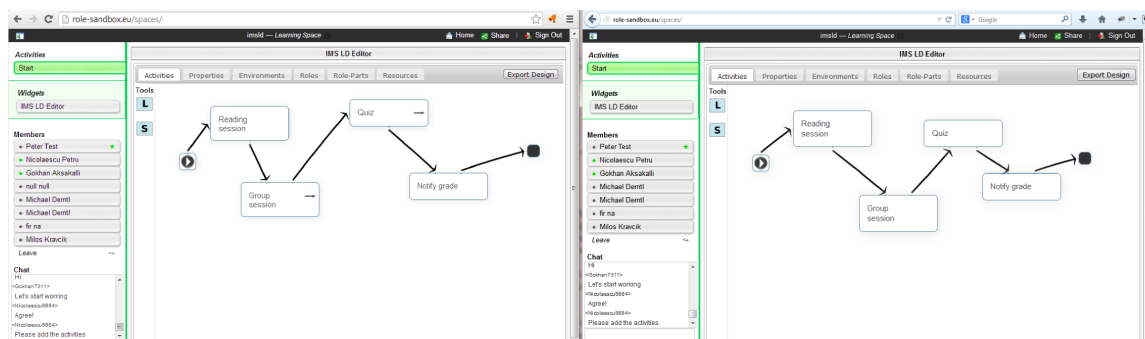 role-sandbox.eu/spaces/
imsld — Learning Space
Home Share Sign Out
Activities
Start
Widgets
IMS LD Editor
Members
Peter Test
Nicolaescu Petru
Gokhan Aksakalli
null null
Michael Derntl
Michael Derntl
fir na
Milos Kravcik
Leave
Chat
Hi
<Gokhan7311>
Let's start working
<Nicolaescu8684>
Agree!
<Nicolaescu8684>
Please add the activities
IMS LD Editor
Activities Properties Environments Roles Role-Parts Resources Export Design
Tools
L
S
Reading
session
Quiz
Group
session
Notify grade
role-sandbox.eu/spaces/
Google
imsld — Learning Space
Home Share Sign Out
Activities
Start
Widgets
IMS LD Editor
Members
Peter Test
Nicolaescu Petru
Gokhan Aksakalli
Michael Derntl
Michael Derntl
fir na
Milos Kravcik
Leave
Chat
Hi
<Gokhan7311>
Let's start working
<Nicolaescu8684>
Agree!
<Nicolaescu8684>
Please add the activities
IMS LD Editor
Activities Properties Environments Roles Role-Parts Resources Export Design
Tools
L
S
Reading
session
Quiz
Group
session
Notify grade